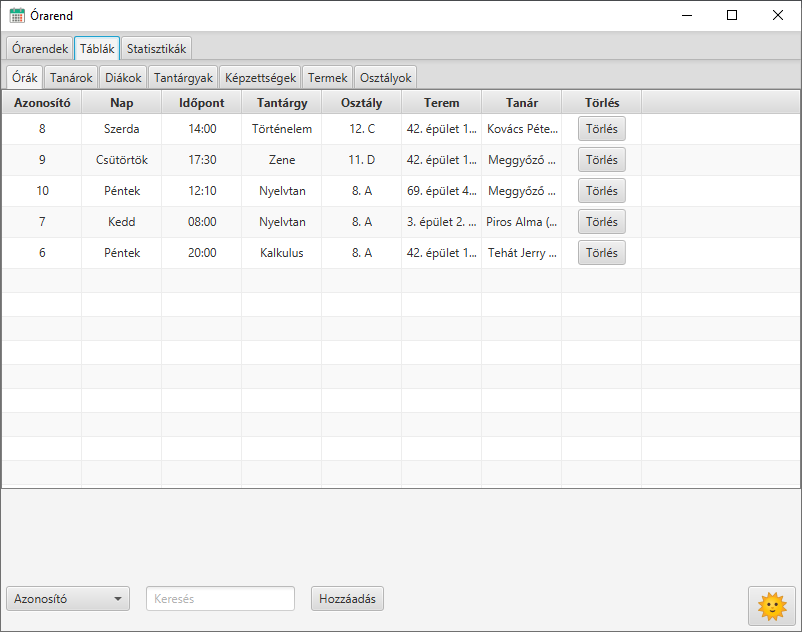 Órarend
Órarendek Táblák Statisztikák
Órák Tanárok Diákok Tantárgyak Képzettségek Termek Osztályok
Azonosító Nap Időpont Tantárgy Osztály Terem Tanár Törlés
8 Szerda 14:00 Történelem 12. C 42. épület 1... Kovács Péte... Törlés
9 Csütörtök 17:30 Zene 11. D 42. épület 1... Meggyőző ... Törlés
10 Péntek 12:10 Nyelvtan 8. A 69. épület 4... Meggyőző ... Törlés
7 Kedd 08:00 Nyelvtan 8. A 3. épület 2. ... Piros Alma (... Törlés
6 Péntek 20:00 Kalkulus 8. A 42. épület 1... Tehát Jerry ... Törlés
Azonosító Keresés Hozzáadás